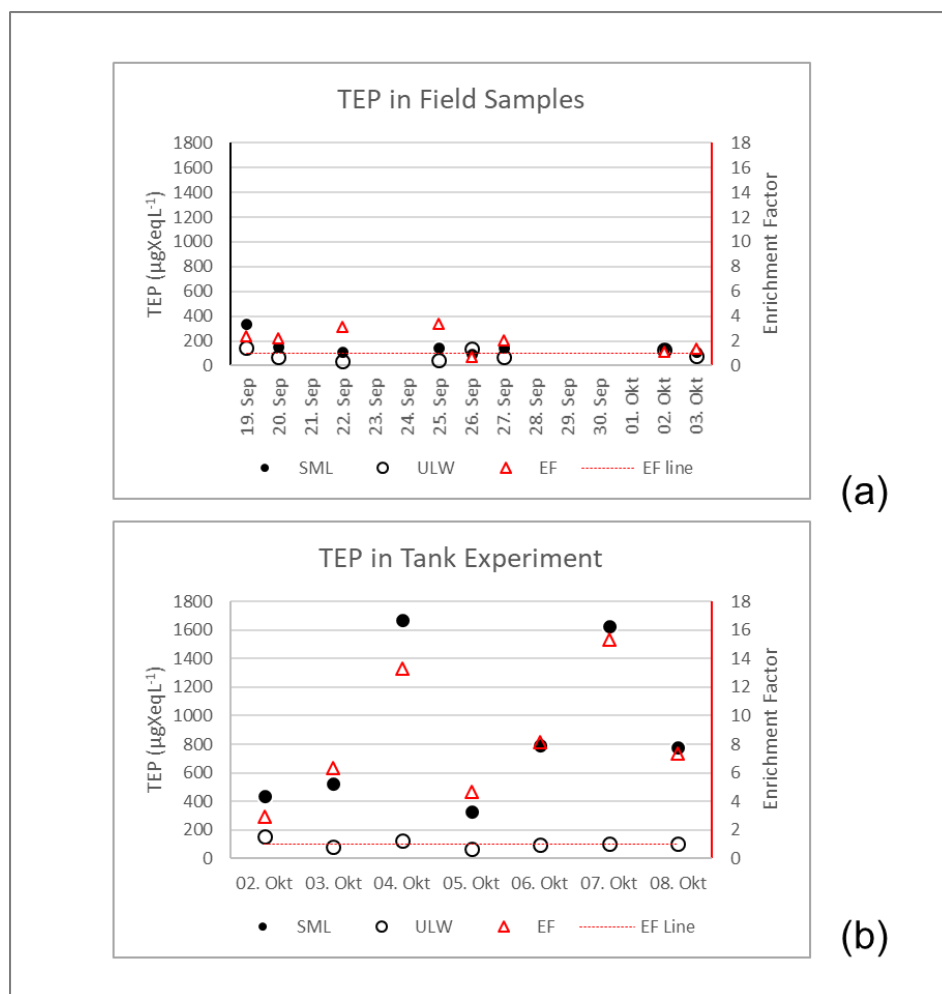 TEP in Field Samples
TEP (µgXeqL⁻¹)
1800
1600
1400
1200
1000
800
600
400
200
0
18
16
14
12
10
8
6
4
2
0
Enrichment Factor
19. Sep
20. Sep
21. Sep
22. Sep
23. Sep
24. Sep
25. Sep
26. Sep
27. Sep
28. Sep
29. Sep
30. Sep
01. Okt
02. Okt
03. Okt
SML ULW EF EF line
(a)
TEP in Tank Experiment
TEP (µgXeqL⁻¹)
1800
1600
1400
1200
1000
800
600
400
200
0
18
16
14
12
10
8
6
4
2
0
Enrichment Factor
02. Okt 03. Okt 04. Okt 05. Okt 06. Okt 07. Okt 08. Okt
SML ULW EF EF Line
(b)